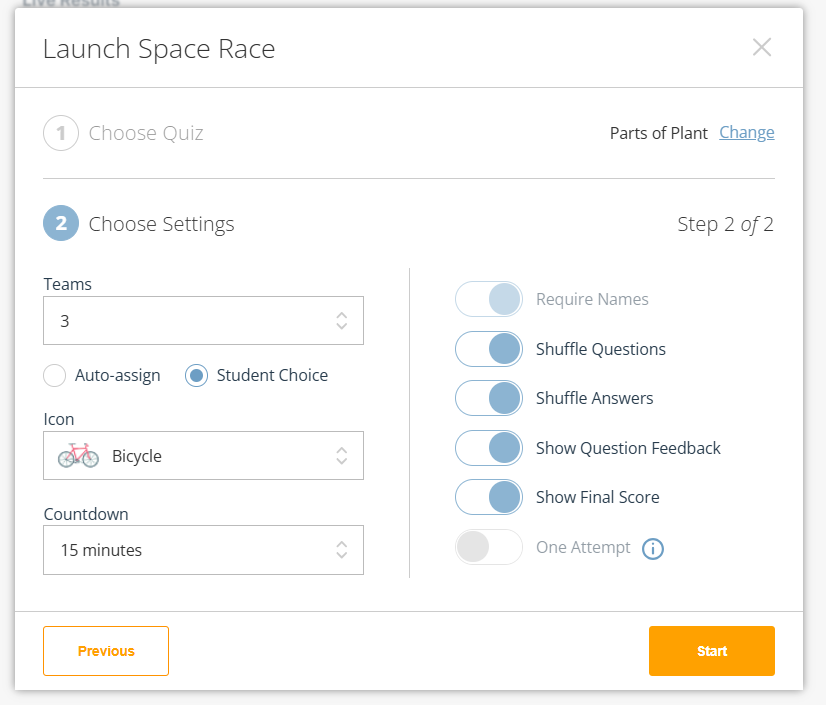 Live Results
Launch Space Race
1 Choose Quiz
Parts of Plant Change
2 Choose Settings
Step 2 of 2
Teams
3
Auto-assign Student Choice
Icon
Bicycle
Countdown
15 minutes
Require Names
Shuffle Questions
Shuffle Answers
Show Question Feedback
Show Final Score
One Attempt
Previous
Start